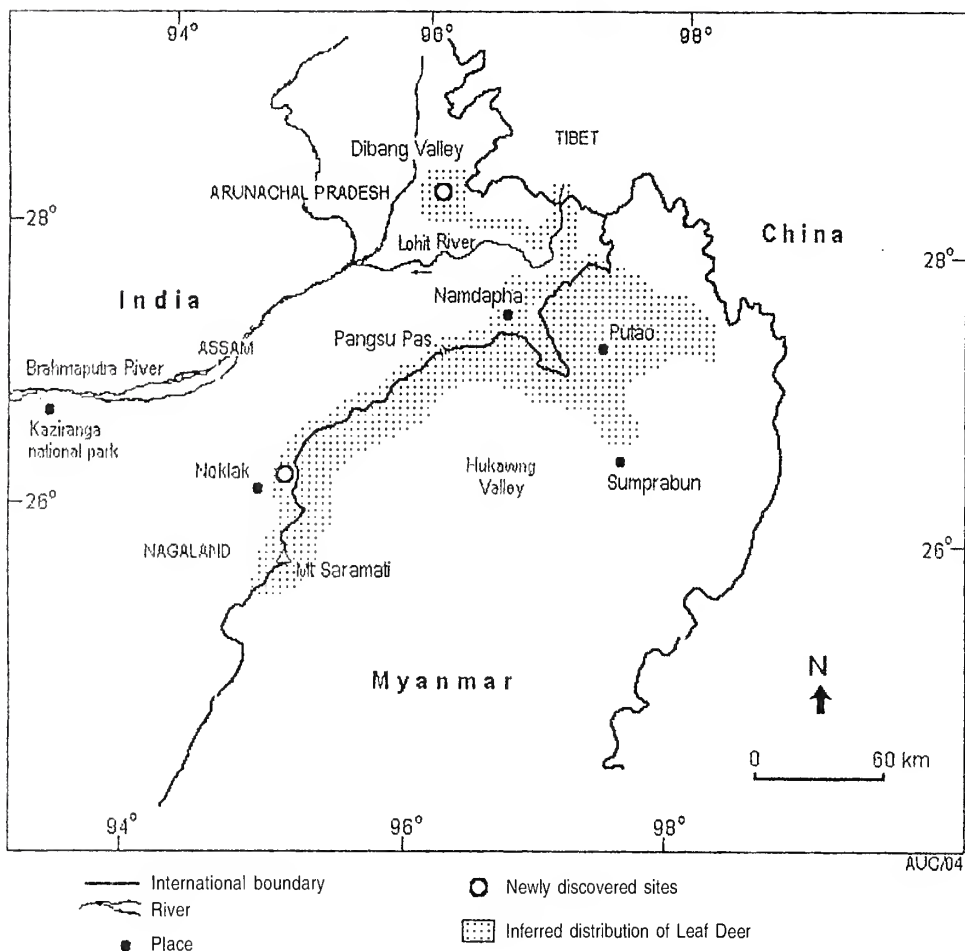 94°
96°
98°
TIBET
Dibang Valley
ARUNACHAL PRADESH
28°
China
Lohit River
28°
India
Namdapha
Putao
Pangsu Pas.
ASSAM
Brahmaputra River
Kaziranga
national park
Noklak
Hukawng
Valley
Sumprabun
26°
26°
NAGALAND
Mt Saramati
Myanmar
N
0 60 km
94°
96°
98°
AUG/04
International boundary
River
Place
Newly discovered sites
Inferred distribution of Leaf Deer